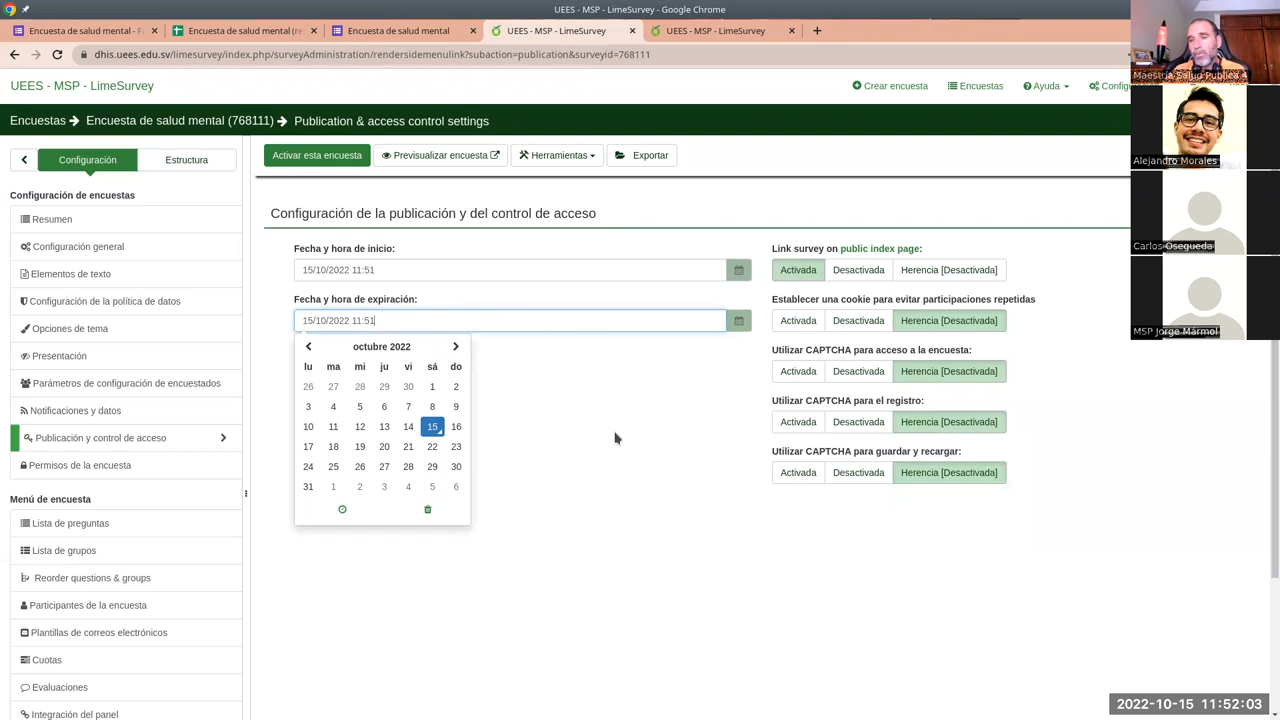 UEES - MSP - LimeSurvey - Google Chrome
Encuesta de salud mental - F
Encuesta de salud mental (re
Encuesta de salud mental
UEES - MSP - LimeSurvey
UEES - MSP - LimeSurvey
dhis.uees.edu.sv/limesurvey/index.php/surveyAdministration/rendersidemenulink?subaction=publication&surveyid=768111
UEES - MSP - LimeSurvey
Crear encuesta
Encuestas
Ayuda
Config
Encuestas
Encuesta de salud mental (768111)
Publication & access control settings
Configuración
Estructura
Activar esta encuesta
Previsualizar encuesta
Herramientas
Exportar
Configuración de encuestas
Resumen
Configuración general
Elementos de texto
Configuración de la política de datos
Opciones de tema
Presentación
Parámetros de configuración de encuestados
Notificaciones y datos
Publicación y control de acceso
Permisos de la encuesta
Menú de encuesta
Lista de preguntas
Lista de grupos
Reorder questions & groups
Participantes de la encuesta
Plantillas de correos electrónicos
Cuotas
Evaluaciones
Integración del panel
Configuración de la publicación y del control de acceso
Fecha y hora de inicio:
15/10/2022 11:51
Fecha y hora de expiración:
15/10/2022 11:51
octubre 2022
lu ma mi ju vi sá do
26 27 28 29 30 1 2
3 4 5 6 7 8 9
10 11 12 13 14 15 16
17 18 19 20 21 22 23
24 25 26 27 28 29 30
31 1 2 3 4 5 6
Link survey on public index page:
Activada Desactivada Herencia [Desactivada]
Establecer una cookie para evitar participaciones repetidas
Activada Desactivada Herencia [Desactivada]
Utilizar CAPTCHA para acceso a la encuesta:
Activada Desactivada Herencia [Desactivada]
Utilizar CAPTCHA para el registro:
Activada Desactivada Herencia [Desactivada]
Utilizar CAPTCHA para guardar y recargar:
Activada Desactivada Herencia [Desactivada]
Maestría Salud Publica 4
Alejandro Morales
Carlos Osegueda
MSP Jorge Mármol
2022-10-15 11:52:03